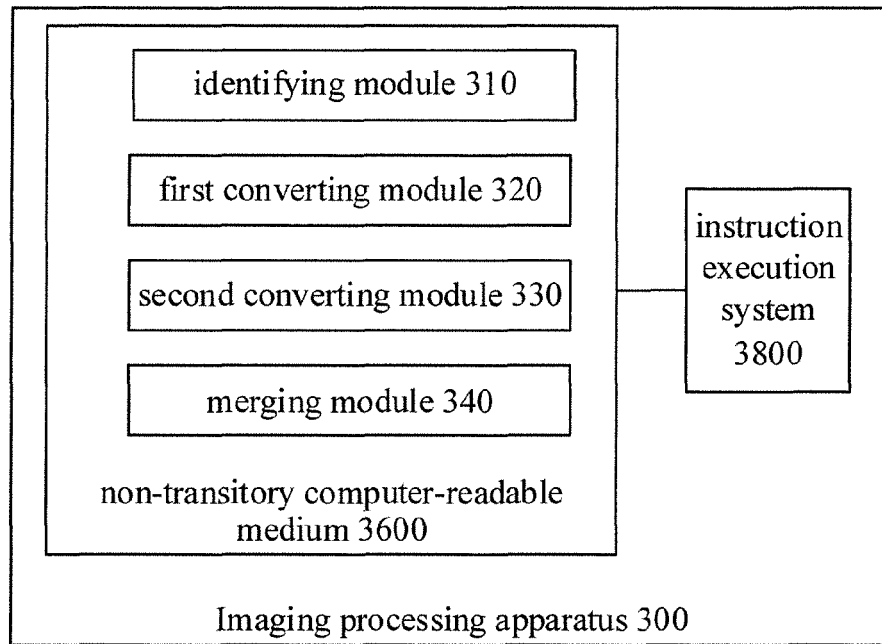 identifying module 310
first converting module 320
second converting module 330
merging module 340
non-transitory computer-readable
medium 3600
instruction
execution
system
3800
Imaging processing apparatus 300